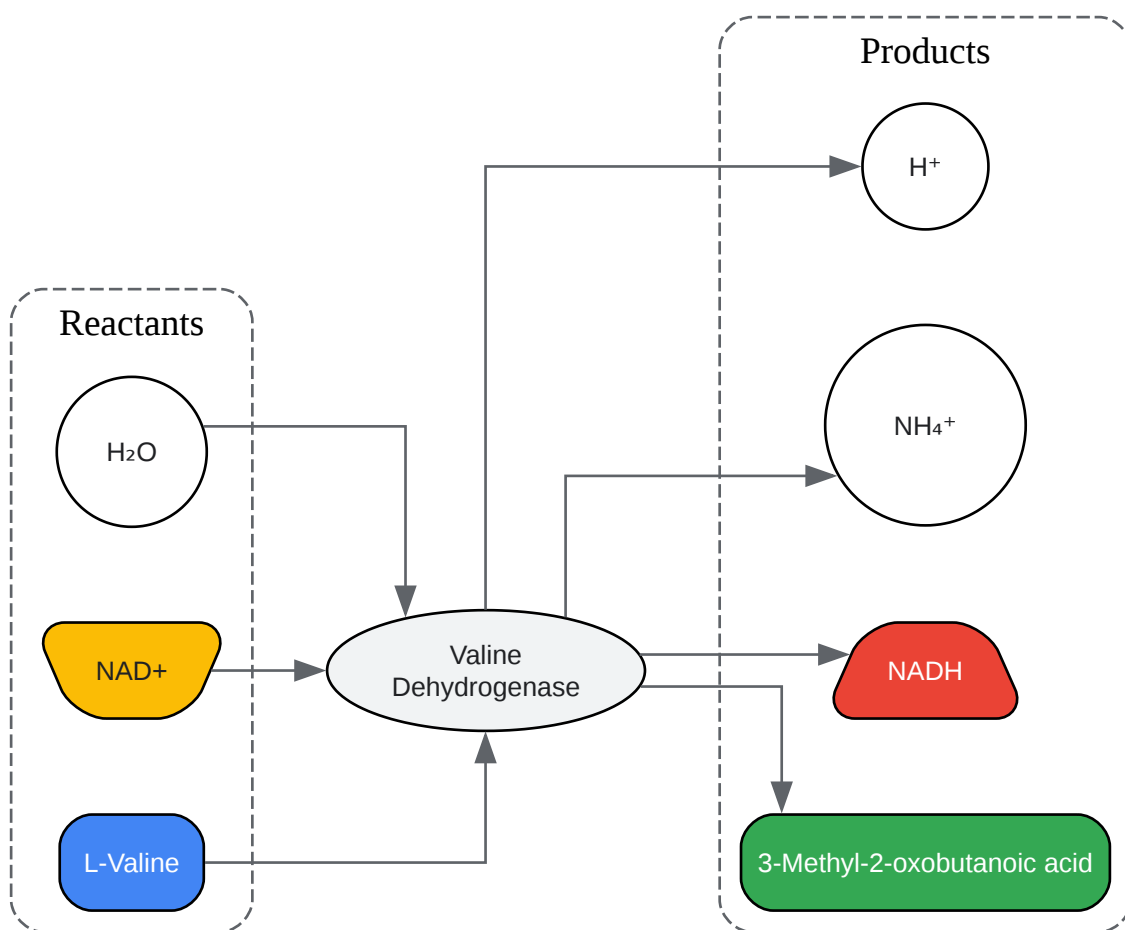 Products
H⁺
Reactants
H₂O
NH₄⁺
NAD+
Valine
Dehydrogenase
NADH
L-Valine
3-Methyl-2-oxobutanoic acid